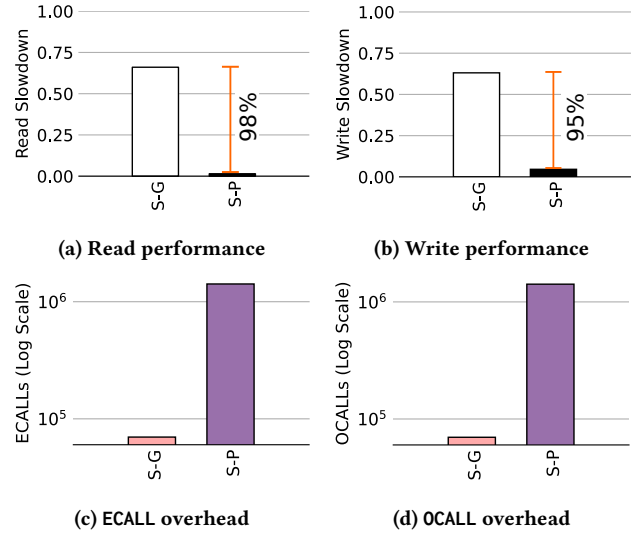 Read Slowdown
1.00
0.75
0.50
0.25
0.00
98%
S-G
S-P
(a) Read performance
Write Slowdown
1.00
0.75
0.50
0.25
0.00
95%
S-G
S-P
(b) Write performance
ECALLs (Log Scale)
10⁶
10⁵
S-G
S-P
(c) ECALL overhead
OCALLs (Log Scale)
10⁶
10⁵
S-G
S-P
(d) OCALL overhead